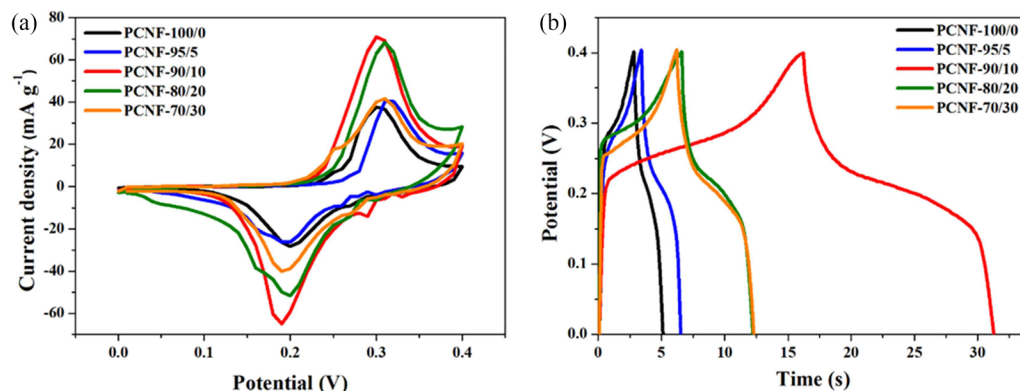 (a)
80
60
40
20
0
-20
-40
-60
Current density (mA g⁻¹)
PCNF-100/0
PCNF-95/5
PCNF-90/10
PCNF-80/20
PCNF-70/30
0.0 0.1 0.2 0.3 0.4
Potential (V)
(b)
0.4
0.3
0.2
0.1
0.0
Potential (V)
PCNF-100/0
PCNF-95/5
PCNF-90/10
PCNF-80/20
PCNF-70/30
0 5 10 15 20 25 30
Time (s)